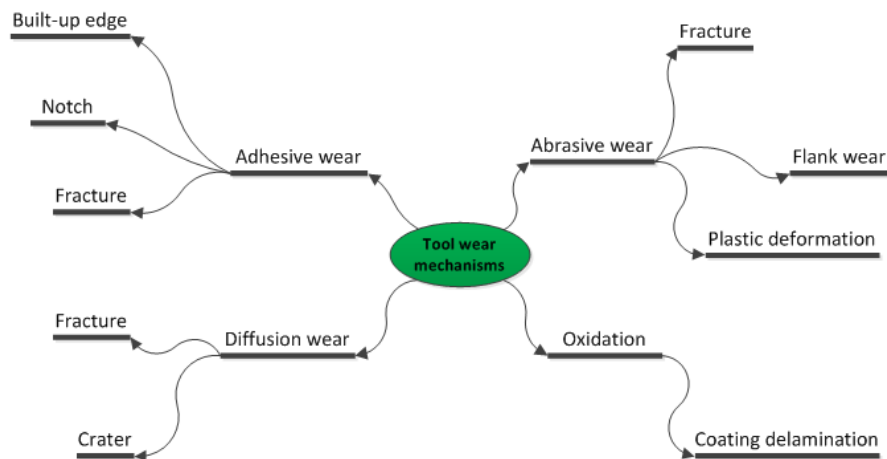 Built-up edge
Notch
Adhesive wear
Fracture
Fracture
Abrasive wear
Flank wear
Plastic deformation
Tool wear
mechanisms
Fracture
Diffusion wear
Crater
Oxidation
Coating delamination